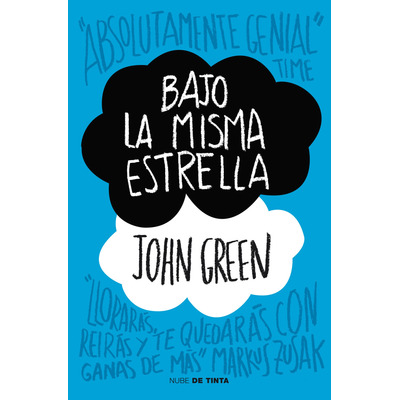 "ABSOLUTAMENTE GENIAL"
TIME
BAJO
LA MISMA
ESTRELLA
JOHN GREEN
"LLORARÁS,
REIRÁS Y TE QUEDARÁS CON
GANAS DE MÁS" MARKUS ZUSAK
NUBE DE TINTA